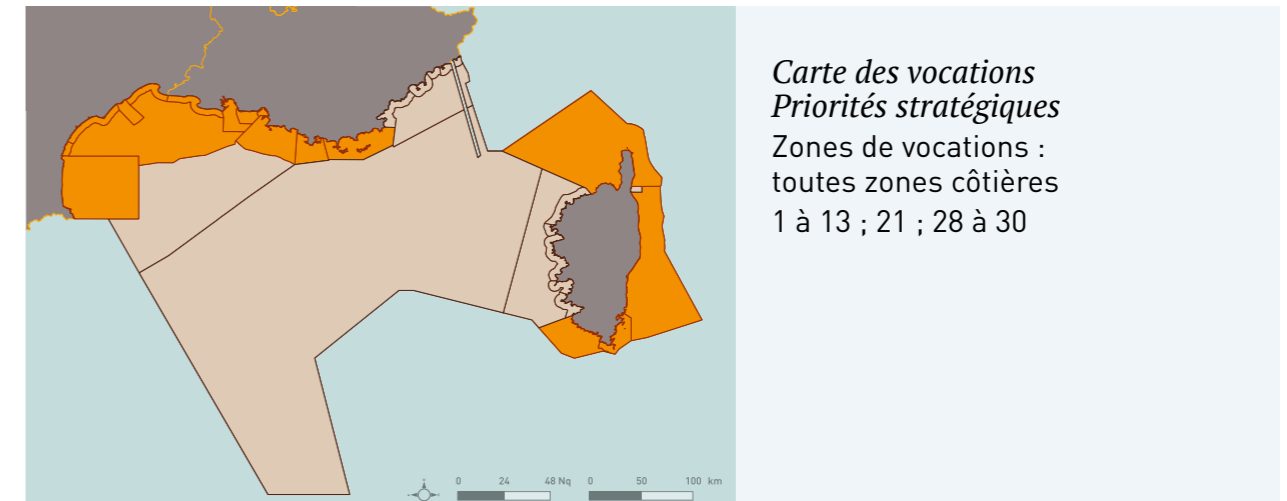 Carte des vocations
Priorités stratégiques
Zones de vocations :
toutes zones côtières
1 à 13 ; 21 ; 28 à 30
0 24 48 Nq 0 50 100 km